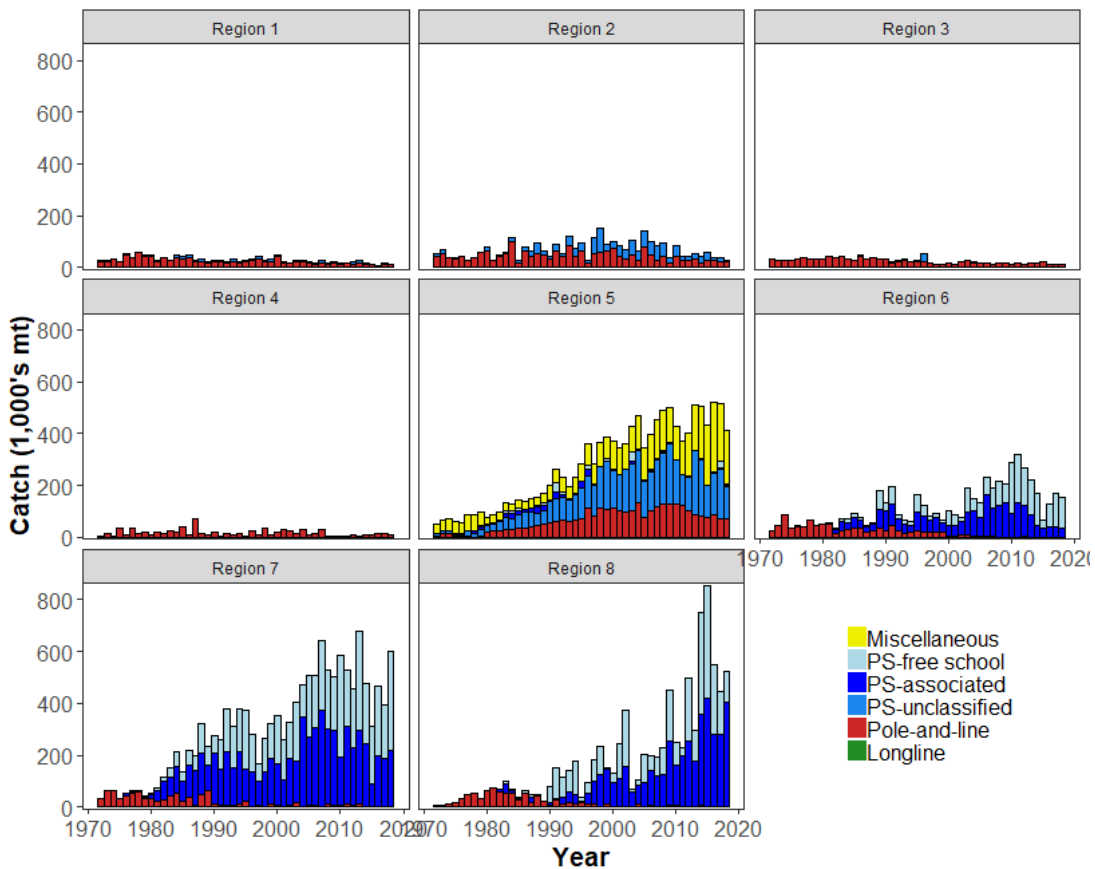 Region 1 Region 2 Region 3
800
600
400
200
0
Region 4 Region 5 Region 6
800
600
400
200
0
1970 1980 1990 2000 2010 2020
Region 7 Region 8
800
600
400
200
0
1970 1980 1990 2000 2010 2020
1970 1980 1990 2000 2010 2020
Catch (1,000's mt)
Year
Miscellaneous
PS-free school
PS-associated
PS-unclassified
Pole-and-line
Longline